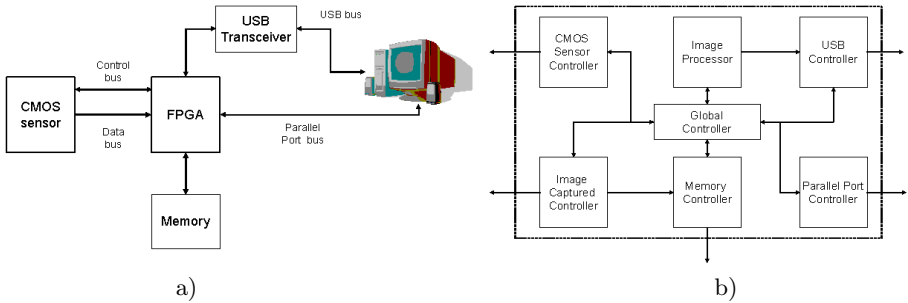 USB
Transceiver
USB bus
Control
bus
CMOS
sensor
FPGA
Data
bus
Parallel
Port bus
Memory
a)
CMOS
Sensor
Controller
Image
Processor
USB
Controller
Global
Controller
Image
Captured
Controller
Memory
Controller
Parallel Port
Controller
b)